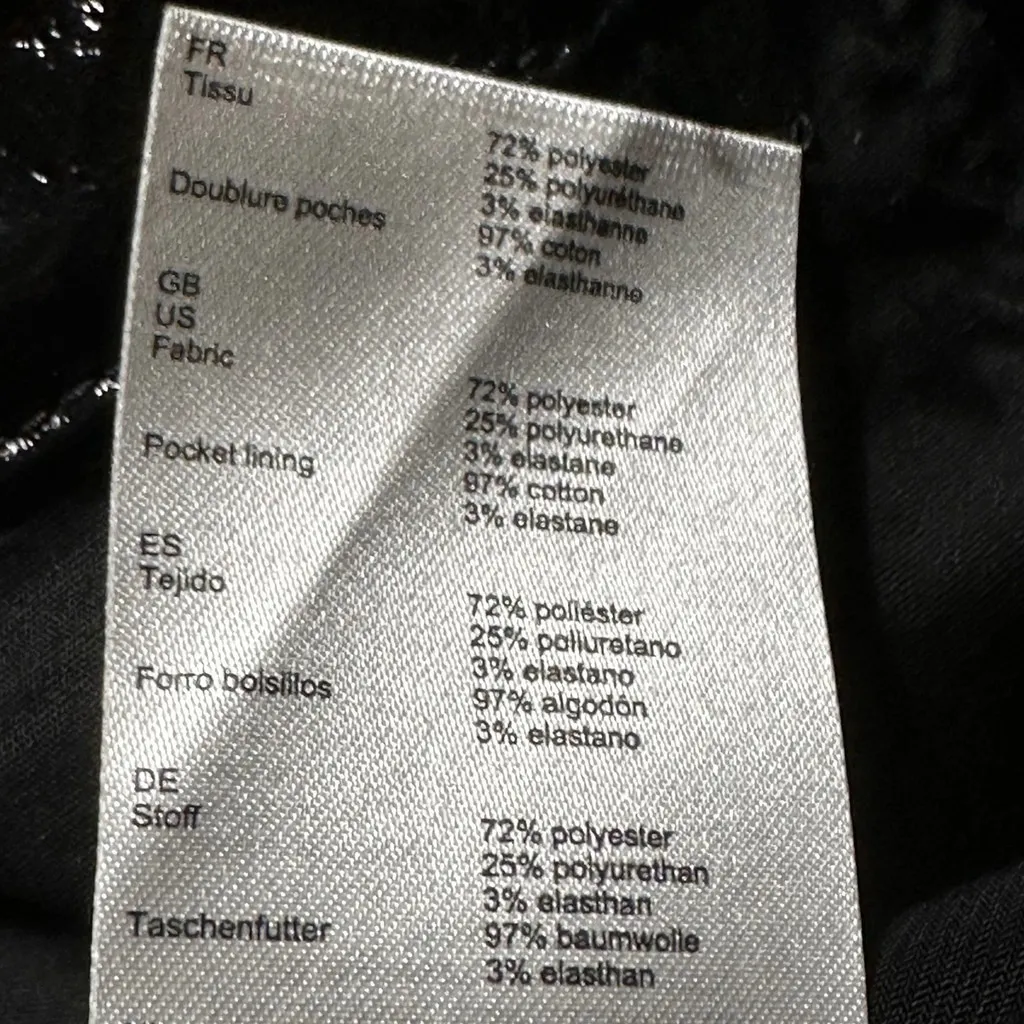 FR
Tissu
72% polyester
25% polyuréthane
3% elasthanne
Doublure poches
97% coton
3% elasthanne
GB
US
Fabric
72% polyester
25% polyurethane
3% elastane
Pocket lining
97% cotton
3% elastane
ES
Tejido
72% poliéster
25% poliuretano
3% elastano
Forro bolsillos
97% algodón
3% elastano
DE
Stoff
72% polyester
25% polyurethan
3% elasthan
Taschenfutter
97% baumwolle
3% elasthan